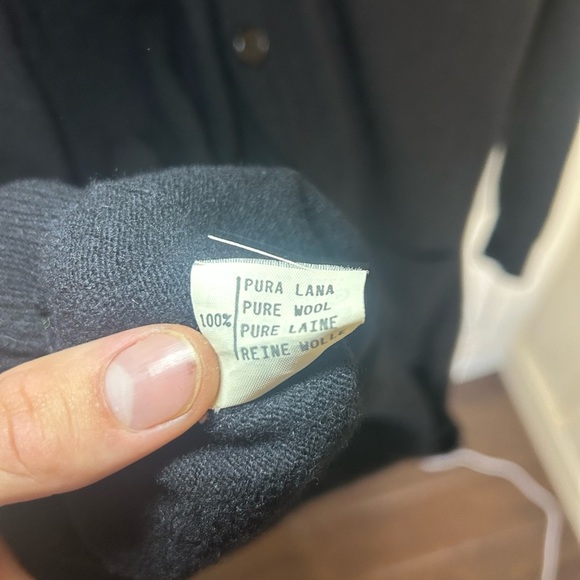 PURA LANA
PURE WOOL
100% PURE LAINE
REINE WOLLE